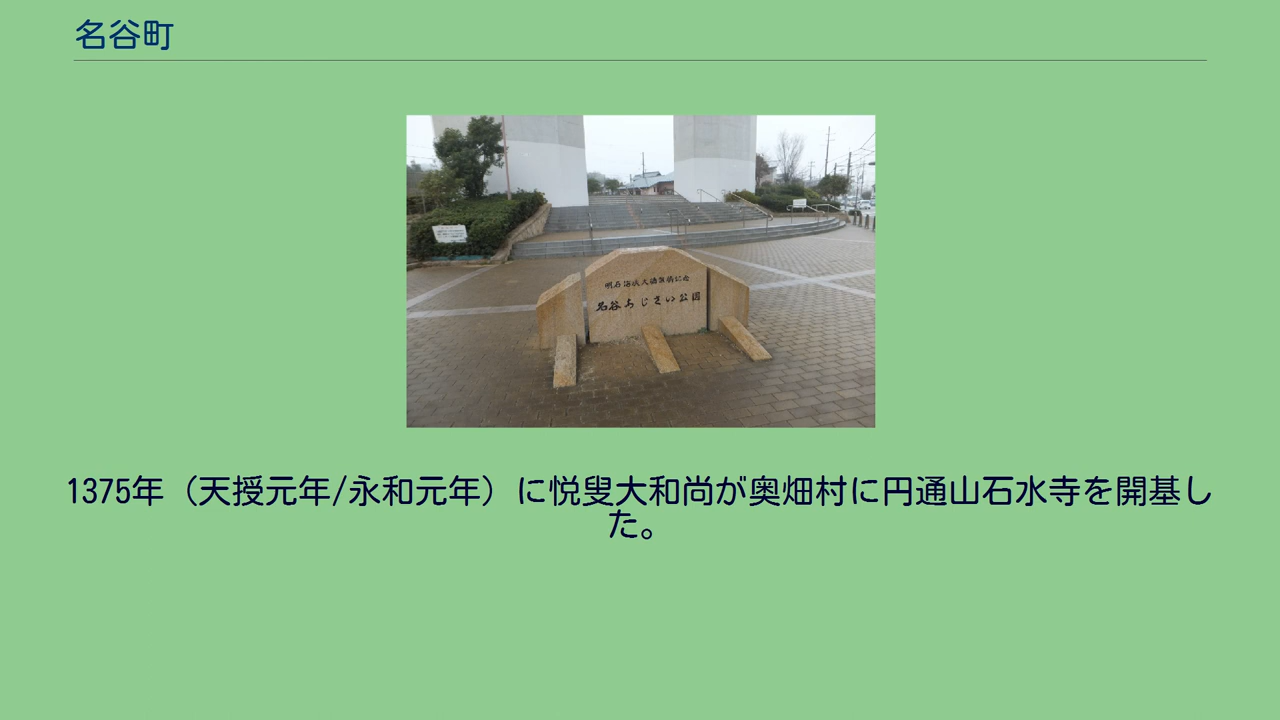 名谷町
明石海峡大橋架橋記念
名谷あじさい公園
1375年（天授元年/永和元年）に悦叟大和尚が奥畑村に円通山石水寺を開基し
た。